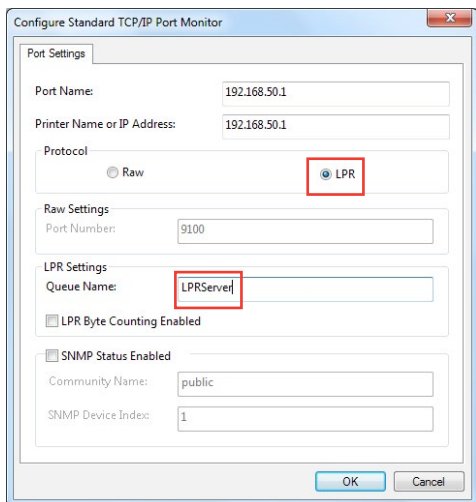 Configure Standard TCP/IP Port Monitor
Port Settings
Port Name: 192.168.50.1
Printer Name or IP Address: 192.168.50.1
Protocol
Raw LPR
Raw Settings
Port Number: 9100
LPR Settings
Queue Name: LPRServer
LPR Byte Counting Enabled
SNMP Status Enabled
Community Name: public
SNMP Device Index: 1
OK Cancel